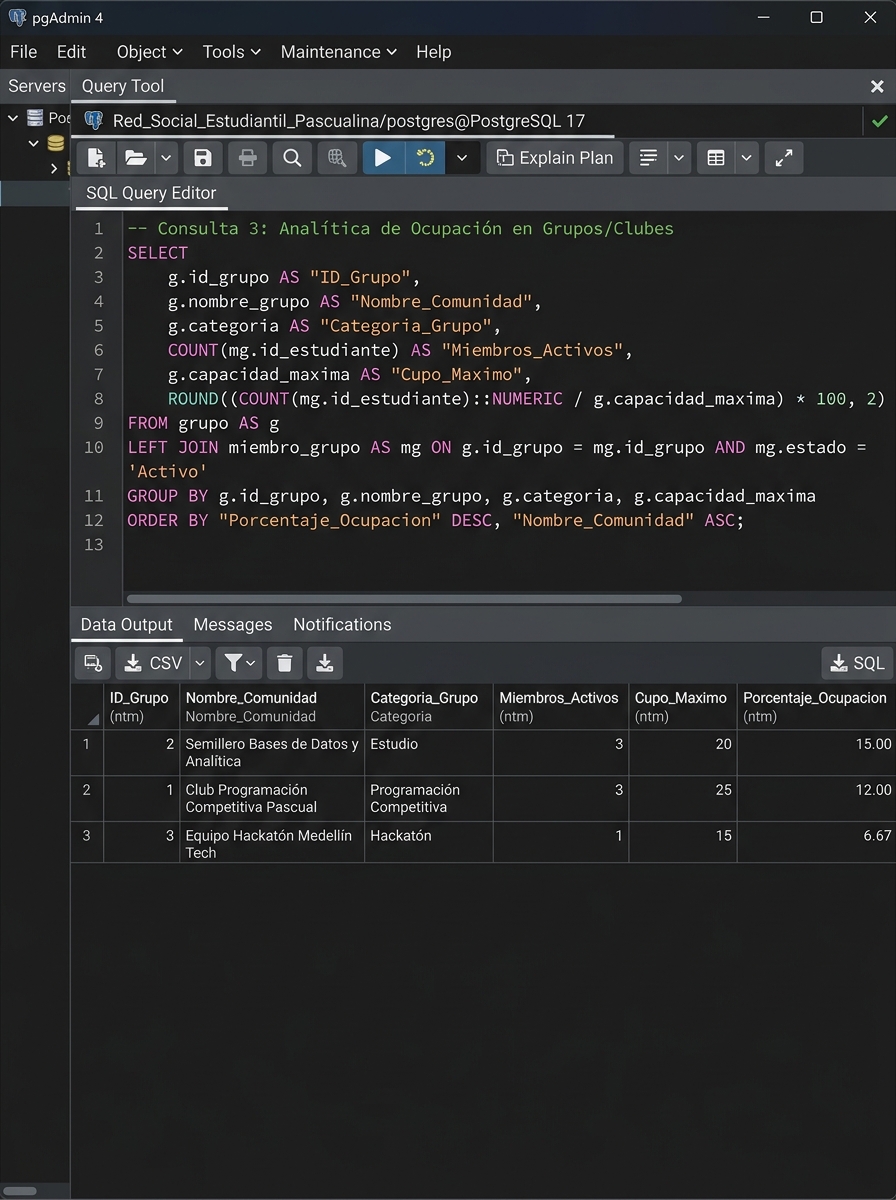 pgAdmin 4
File Edit Object Tools Maintenance Help
Servers Query Tool
Red_Social_Estudiantil_Pascualina/postgres@PostgreSQL 17
Explain Plan
SQL Query Editor
1 -- Consulta 3: Analítica de Ocupación en Grupos/Clubes
2 SELECT
3 g.id_grupo AS "ID_Grupo",
4 g.nombre_grupo AS "Nombre_Comunidad",
5 g.categoria AS "Categoria_Grupo",
6 COUNT(mg.id_estudiante) AS "Miembros_Activos",
7 g.capacidad_maxima AS "Cupo_Maximo",
8 ROUND((COUNT(mg.id_estudiante)::NUMERIC / g.capacidad_maxima) * 100, 2)
9 FROM grupo AS g
10 LEFT JOIN miembro_grupo AS mg ON g.id_grupo = mg.id_grupo AND mg.estado =
'Activo'
11 GROUP BY g.id_grupo, g.nombre_grupo, g.categoria, g.capacidad_maxima
12 ORDER BY "Porcentaje_Ocupacion" DESC, "Nombre_Comunidad" ASC;
13
Data Output Messages Notifications
CSV SQL
ID_Grupo Nombre_Comunidad Categoria_Grupo Miembros_Activos Cupo_Maximo Porcentaje_Ocupacion
(ntm) Nombre_Comunidad Categoria (ntm) (ntm) (ntm)
1 2 Semillero Bases de Datos y Estudio 3 20 15.00
Analítica
2 1 Club Programación Programación 3 25 12.00
Competitiva Pascual Competitiva
3 3 Equipo Hackatón Medellín Hackatón 1 15 6.67
Tech